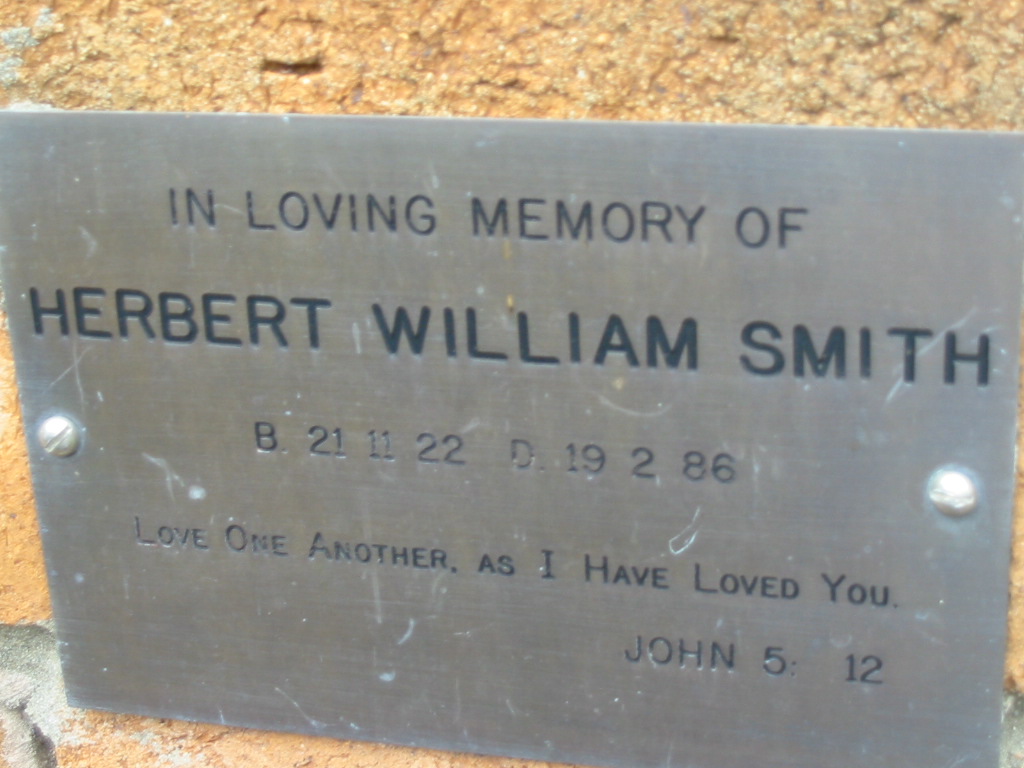 IN LOVING MEMORY OF
HERBERT WILLIAM SMITH
B. 21 11 22 D. 19 2 86
LOVE ONE ANOTHER, AS I HAVE LOVED YOU.
JOHN 5: 12